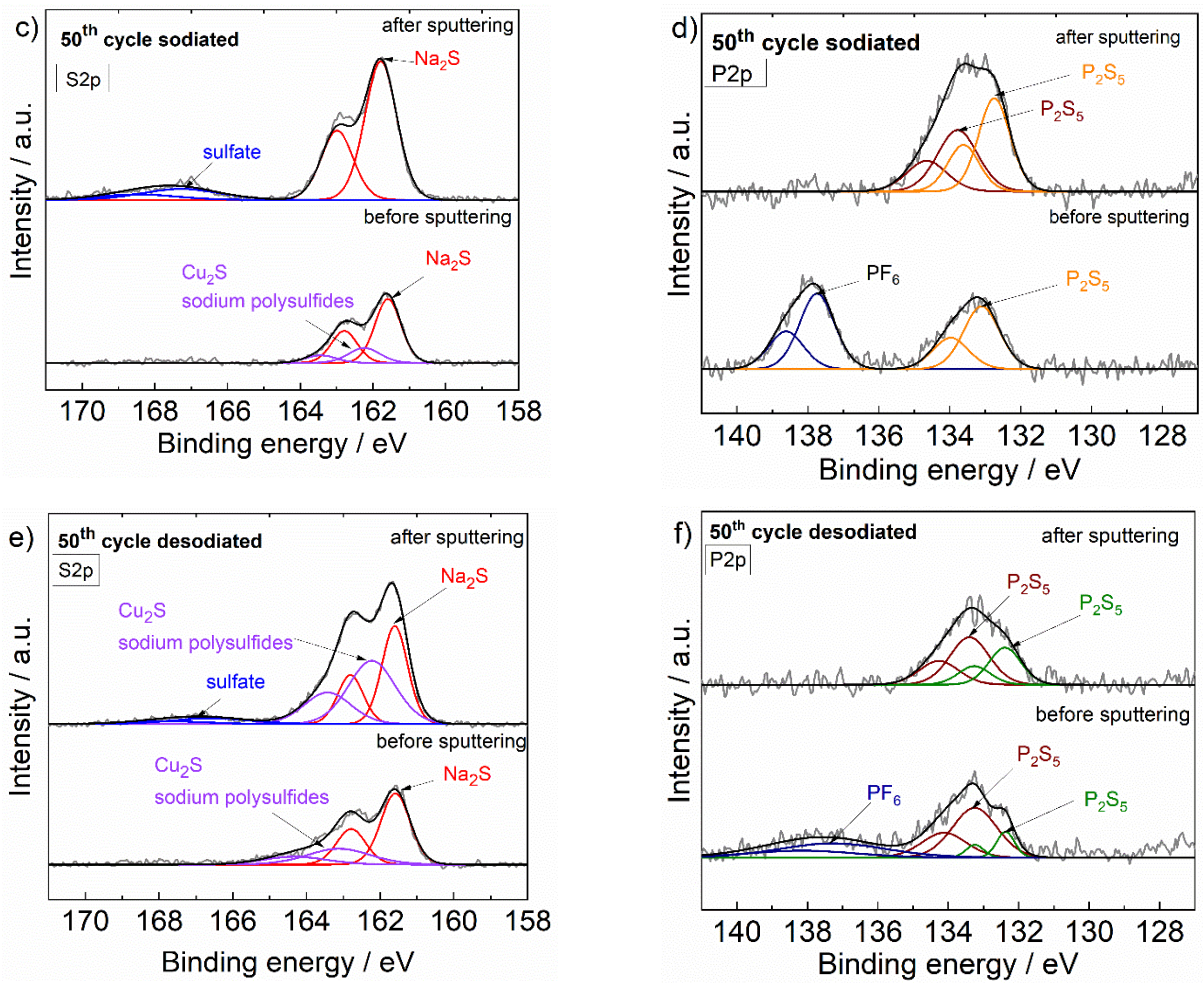 c)
50th cycle sodiated
after sputtering
S2p
Na2S
sulfate
before sputtering
Na2S
Cu2S
sodium polysulfides
Intensity / a.u.
170 168 166 164 162 160 158
Binding energy / eV
d)
50th cycle sodiated
after sputtering
P2p
P2S5
P2S5
before sputtering
PF6
P2S5
Intensity / a.u.
140 138 136 134 132 130 128
Binding energy / eV
e)
50th cycle desodiated
after sputtering
S2p
Na2S
Cu2S
sodium polysulfides
sulfate
before sputtering
Cu2S
sodium polysulfides
Na2S
Intensity / a.u.
170 168 166 164 162 160 158
Binding energy / eV
f)
50th cycle desodiated
after sputtering
P2p
P2S5
P2S5
before sputtering
P2S5
PF6
P2S5
Intensity / a.u.
140 138 136 134 132 130 128
Binding energy / eV